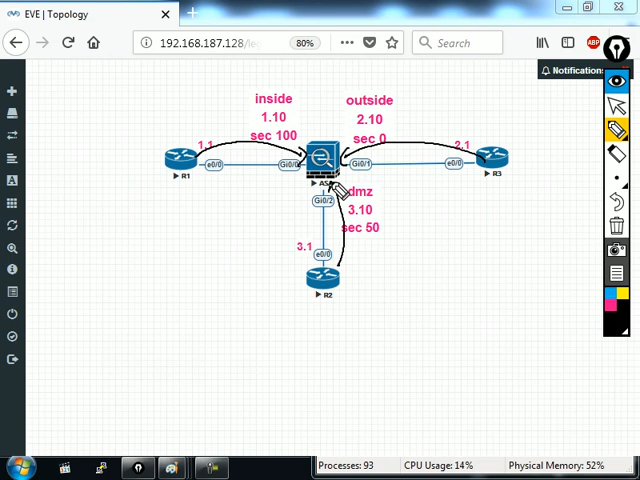 EVE | Topology
192.168.187.128/le
80%
Search
ABP
Notifications
inside
1.10
sec 100
outside
2.10
sec 0
1.1
2.1
R1
e0/0
Gi0/0
Gi0/1
e0/0
R3
AS
dmz
3.10
sec 50
Gi0/2
3.1
e0/0
R2
Processes: 93
CPU Usage: 14%
Physical Memory: 52%